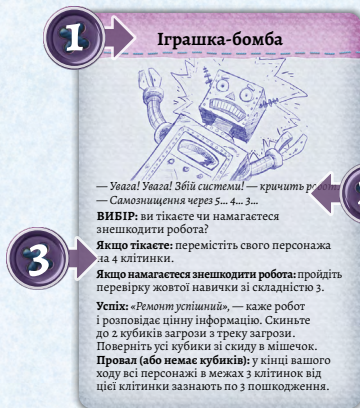 1
Іграшка-бомба
— Увага! Увага! Збій системи! — кричить
— Самознищення через 5... 4... 3...
ВИБІР: ви тікаєте чи намагаєтеся
знешкодити робота?
3
Якщо тікаєте: перемістіть свого персонажа
на 4 клітинки.
Якщо намагаєтеся знешкодити робота: пройдіть
перевірку жовтої навички зі складністю 3.
Успіх: «Ремонт успішний», — каже робот
і розповідає цінну інформацію. Скиньте
до 2 кубиків з треку загрози.
Поверніть усі кубики зі скиду в мішечок.
Провал (або немає кубиків): у кінці вашого
ходу всі персонажі в межах 3 клітинок від
цієї клітинки зазнають по 3 пошкодження.